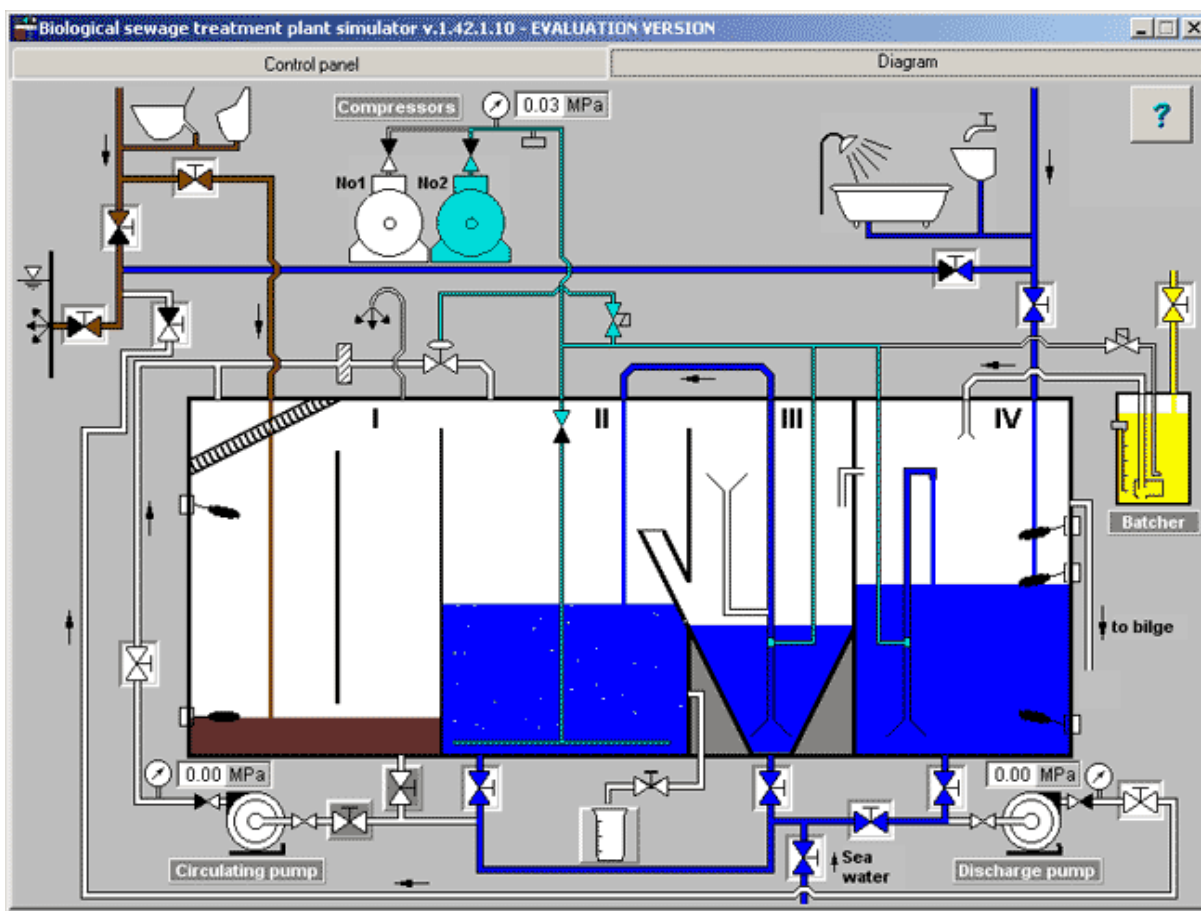 Biological sewage treatment plant simulator v.1.42.1.10 - EVALUATION VERSION
Control panel
Diagram
Compressors
0.03 MPa
?
No1
No2
I
II
III
IV
Batcher
to bilge
0.00 MPa
0.00 MPa
Circulating pump
Sea
water
Discharge pump